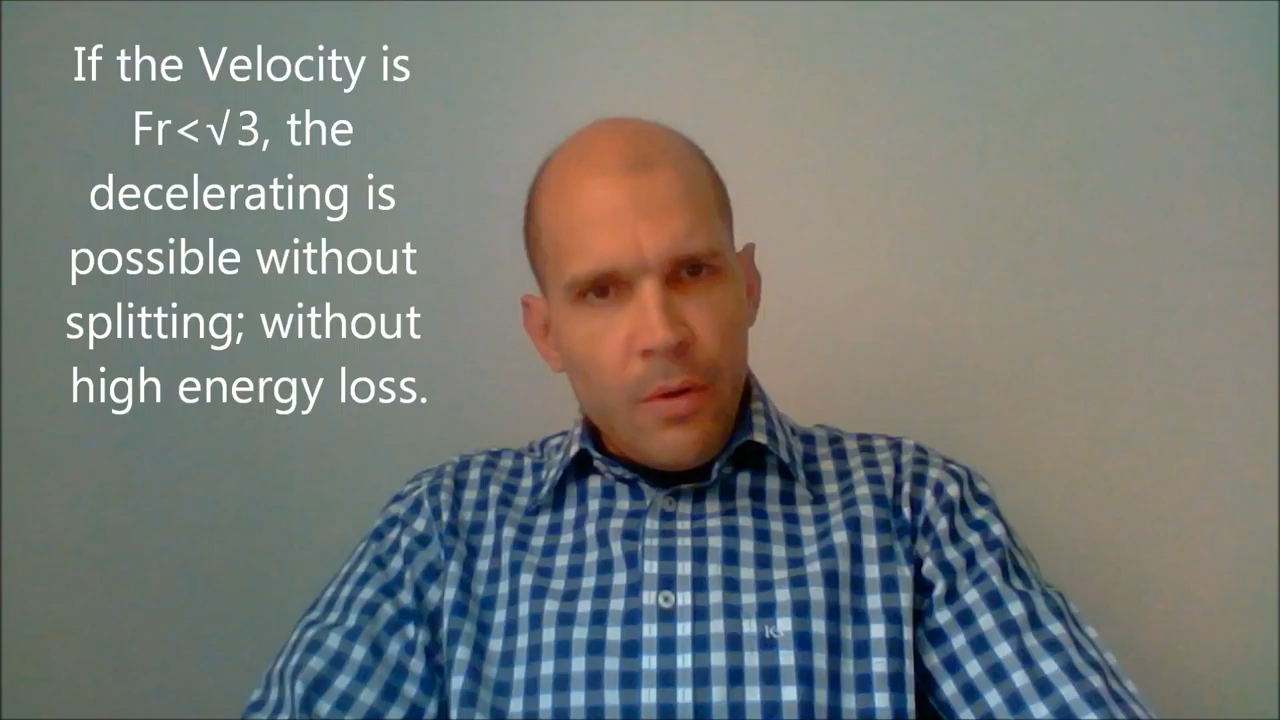 If the Velocity is
Fr<√3, the
decelerating is
possible without
splitting; without
high energy loss.